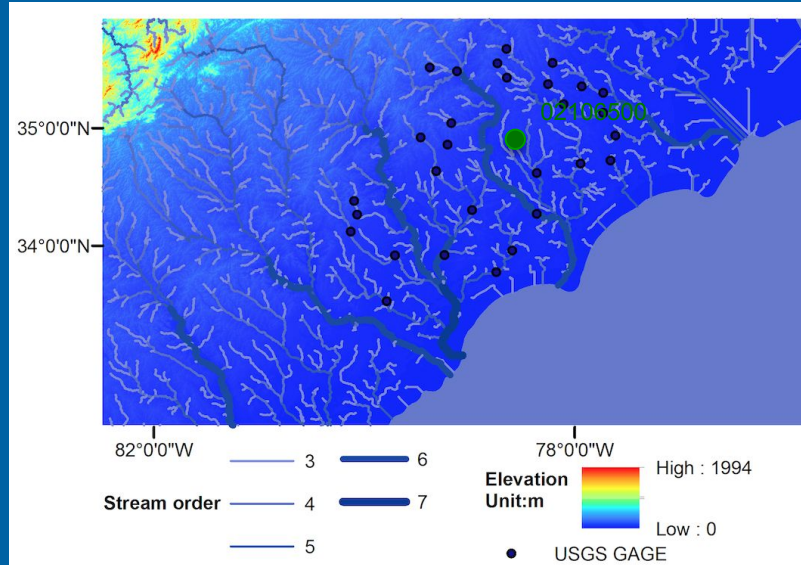 02106500
35°0'0"N
34°0'0"N
82°0'0"W
78°0'0"W
Stream order
3
4
5
6
7
Elevation
Unit:m
High : 1994
Low : 0
USGS GAGE